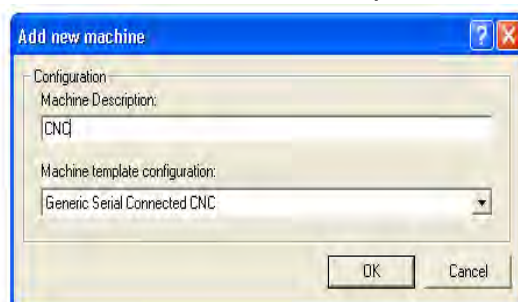 Add new machine
Configuration
Machine Description:
CNC
Machine template configuration:
Generic Serial Connected CNC
OK Cancel